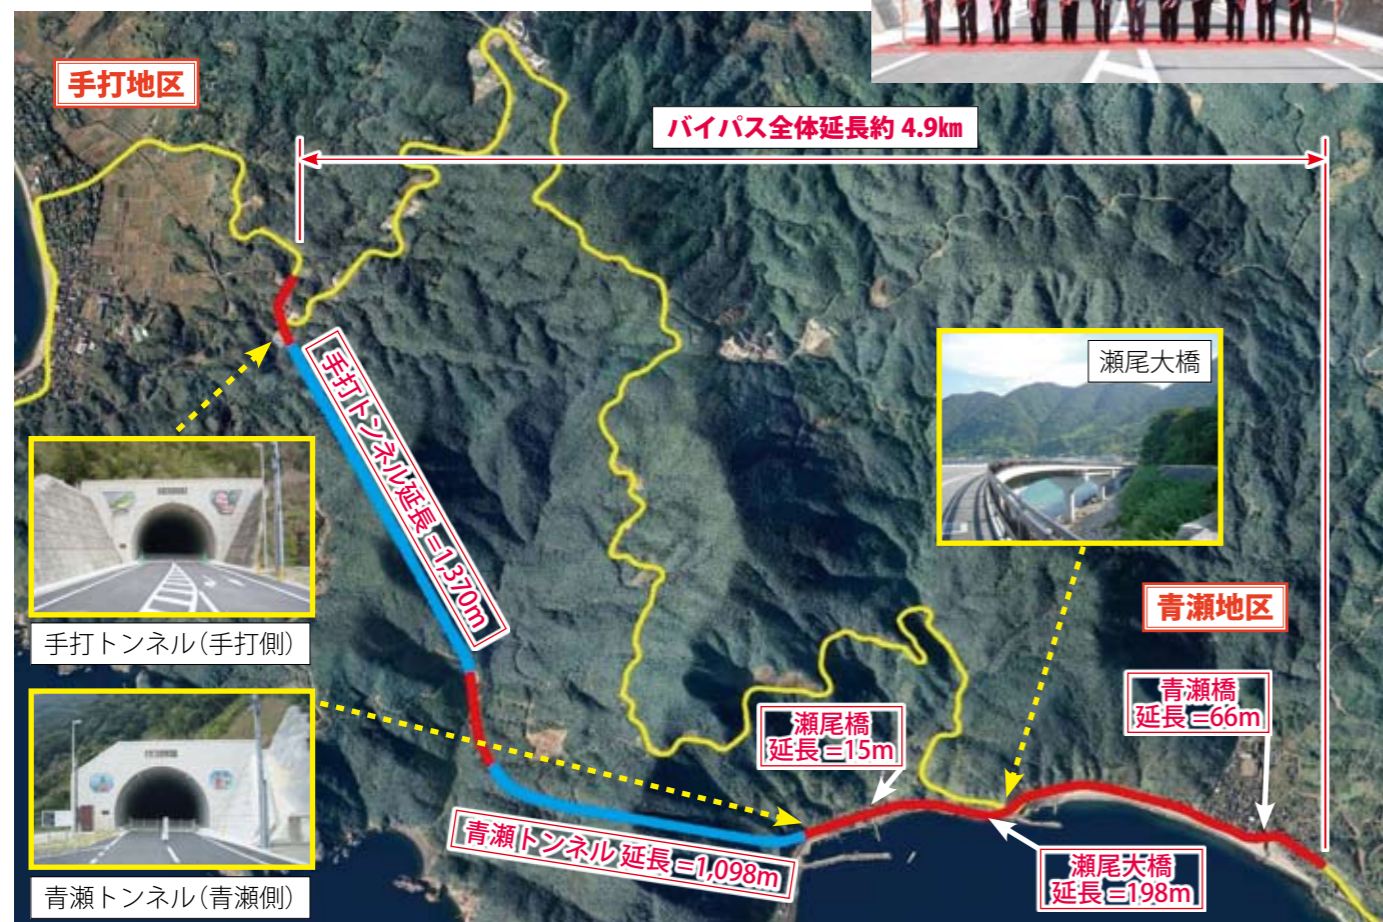 手打地区
バイパス全体延長約 4.9㎞
手打トンネル延長=1,370m
瀬尾大橋
手打トンネル(手打側)
青瀬地区
青瀬橋
延長=66m
瀬尾橋
延長=15m
青瀬トンネル 延長=1,098m
瀬尾大橋
延長=198m
青瀬トンネル(青瀬側)